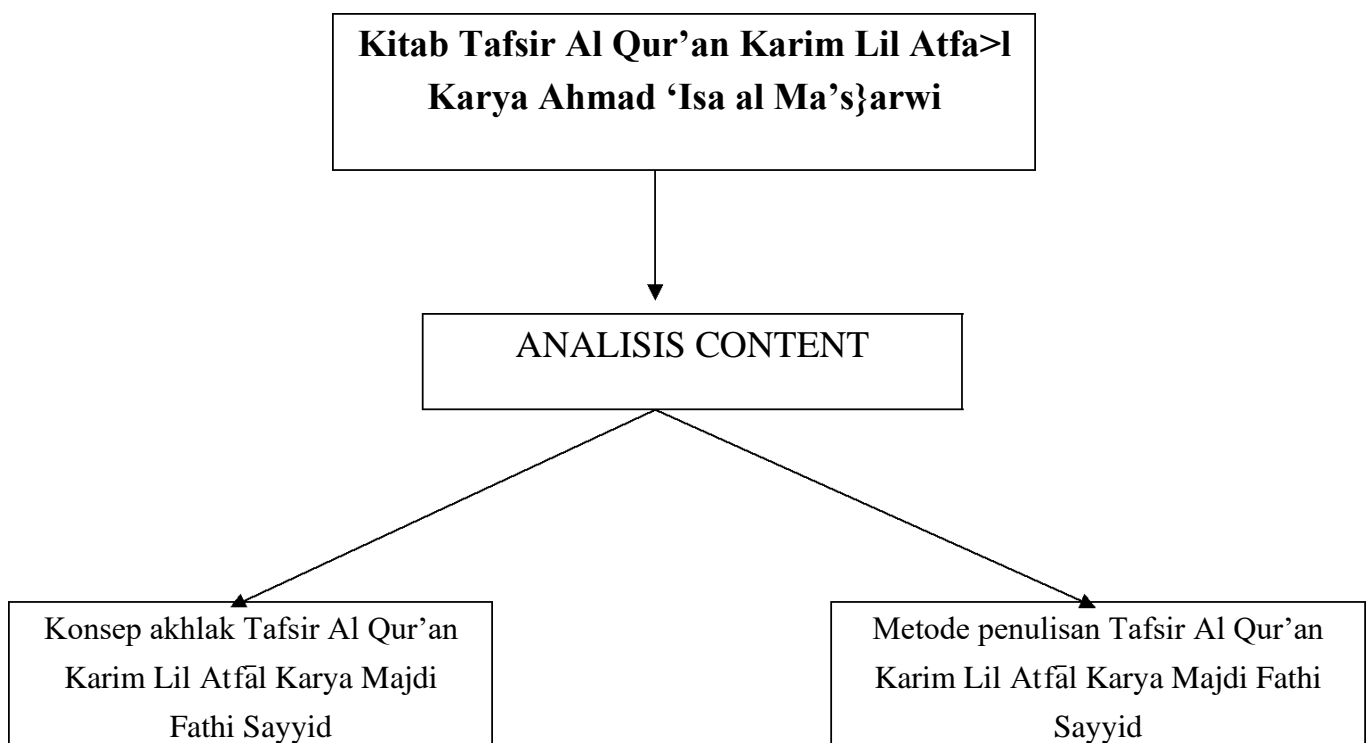 Kitab Tafsir Al Qur’an Karim Lil Atfa>l
Karya Ahmad ‘Isa al Ma’s}arwi
ANALISIS CONTENT
Konsep akhlak Tafsir Al Qur’an
Karim Lil Atfāl Karya Majdi
Fathi Sayyid
Metode penulisan Tafsir Al Qur’an
Karim Lil Atfāl Karya Majdi Fathi
Sayyid